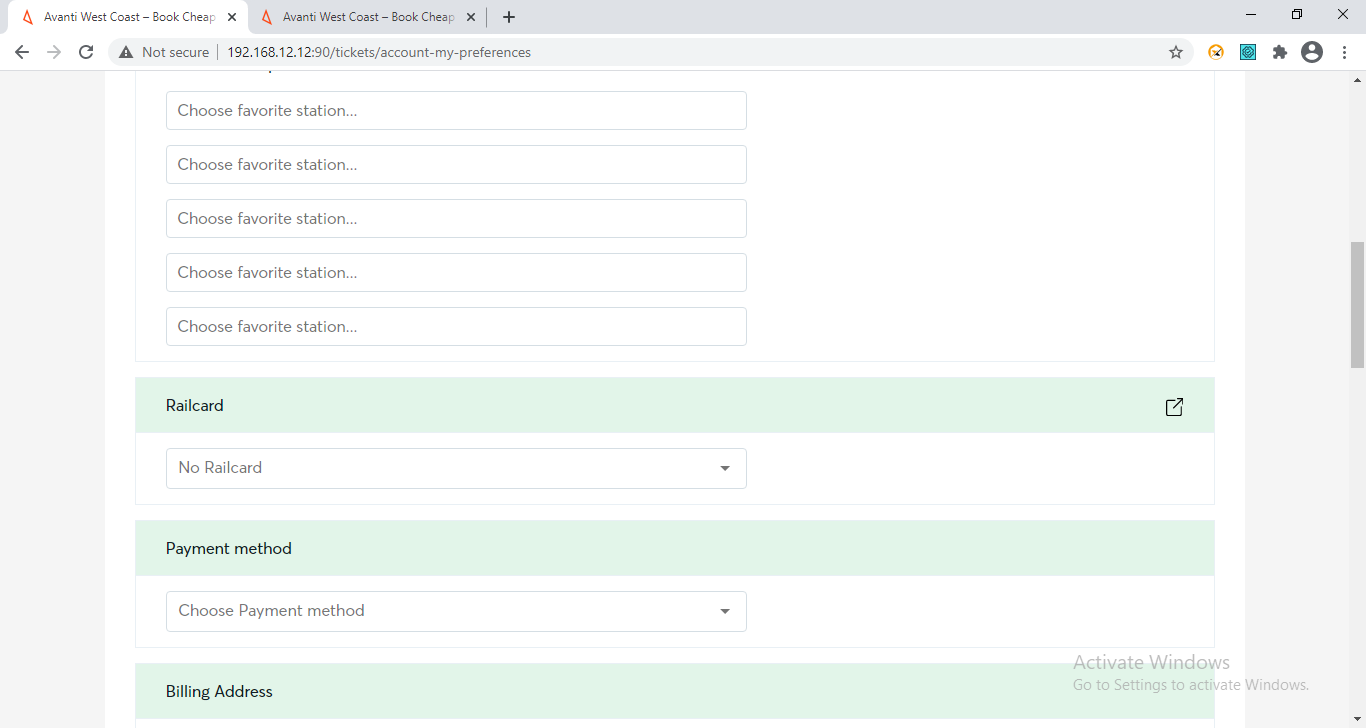 Avanti West Coast – Book Cheap
Avanti West Coast – Book Cheap
Not secure
192.168.12.12:90/tickets/account-my-preferences
Choose favorite station...
Choose favorite station...
Choose favorite station...
Choose favorite station...
Choose favorite station...
Railcard
No Railcard
Payment method
Choose Payment method
Billing Address
Activate Windows
Go to Settings to activate Windows.